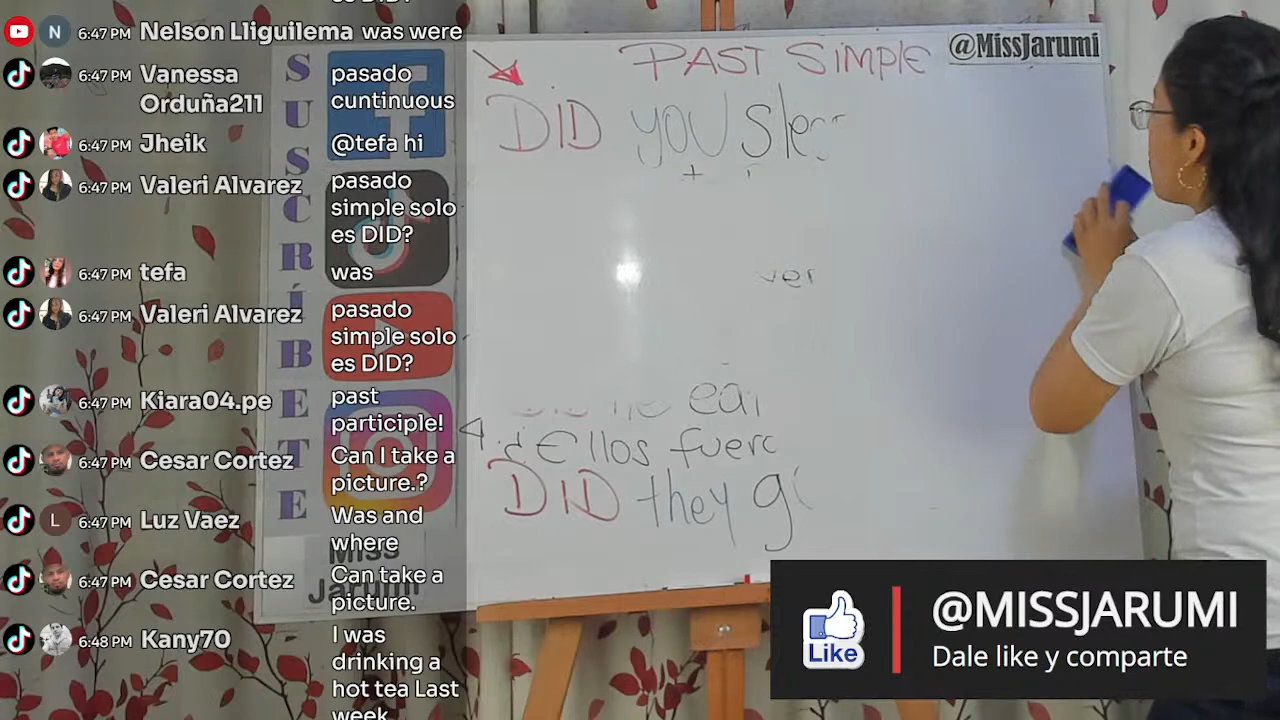 6:47 PM Nelson Lliguilema was were
6:47 PM Vanessa Orduña211 pasado
cuntinuous
6:47 PM Jheik @tefa hi
6:47 PM Valeri Alvarez pasado
simple solo
es DID?
6:47 PM tefa was
6:47 PM Valeri Alvarez pasado
simple solo
es DID?
6:47 PM Kiara04.pe past
participle!
6:47 PM Cesar Cortez Can I take a
picture.?
6:47 PM Luz Vaez Was and
where
6:47 PM Cesar Cortez Can take a
picture.
6:48 PM Kany70 I was
drinking a
hot tea Last
week
SUSCRÍBETE
Miss
Jarumi
PAST SIMPLE
@MissJarumi
DID you
+
4. ¿Ellos
DID they
Like
@MISSJARUMI
Dale like y comparte